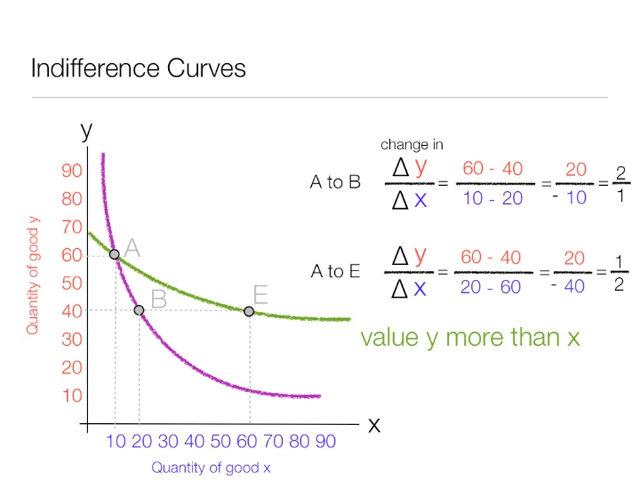 Indifference Curves
y
90
80
70
60
50
40
30
20
10
Quantity of good y
A
B
E
x
10 20 30 40 50 60 70 80 90
Quantity of good x
change in
A to B Δ y / Δ x = 60 - 40 / 10 - 20 = 20 / - 10 = 2 / 1
A to E Δ y / Δ x = 60 - 40 / 20 - 60 = 20 / - 40 = 1 / 2
value y more than x